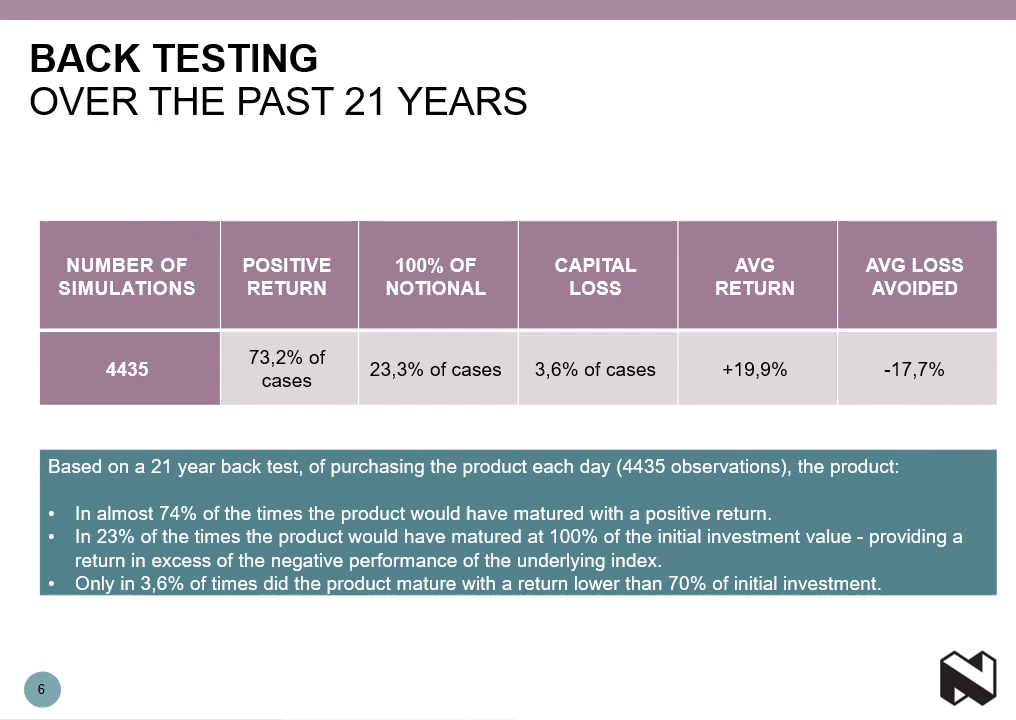 BACK TESTING
OVER THE PAST 21 YEARS
NUMBER OF
SIMULATIONS
POSITIVE
RETURN
100% OF
NOTIONAL
CAPITAL
LOSS
AVG
RETURN
AVG LOSS
AVOIDED
4435
73,2% of
cases
23,3% of cases
3,6% of cases
+19,9%
-17,7%
Based on a 21 year back test, of purchasing the product each day (4435 observations), the product:
• In almost 74% of the times the product would have matured with a positive return.
• In 23% of the times the product would have matured at 100% of the initial investment value - providing a
return in excess of the negative performance of the underlying index.
• Only in 3,6% of times did the product mature with a return lower than 70% of initial investment.
6